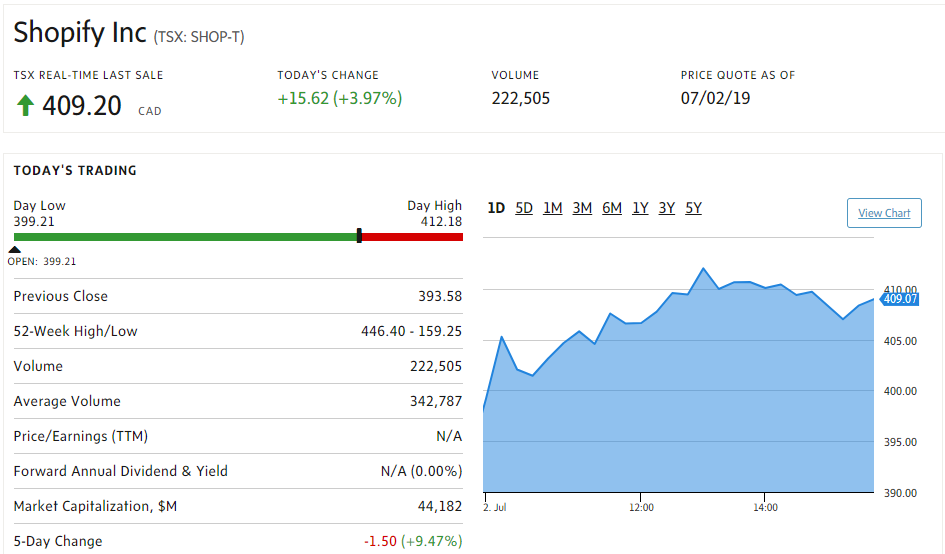 Shopify Inc (TSX: SHOP-T)
TSX REAL-TIME LAST SALE
409.20 CAD
TODAY'S CHANGE
+15.62 (+3.97%)
VOLUME
222,505
PRICE QUOTE AS OF
07/02/19
TODAY'S TRADING
Day Low Day High
399.21 412.18
OPEN: 399.21
Previous Close 393.58
52-Week High/Low 446.40 - 159.25
Volume 222,505
Average Volume 342,787
Price/Earnings (TTM) N/A
Forward Annual Dividend & Yield N/A (0.00%)
Market Capitalization, $M 44,182
5-Day Change -1.50 (+9.47%)
1D 5D 1M 3M 6M 1Y 3Y 5Y
View Chart
410.00
409.07
405.00
400.00
395.00
390.00
2. Jul 12:00 14:00